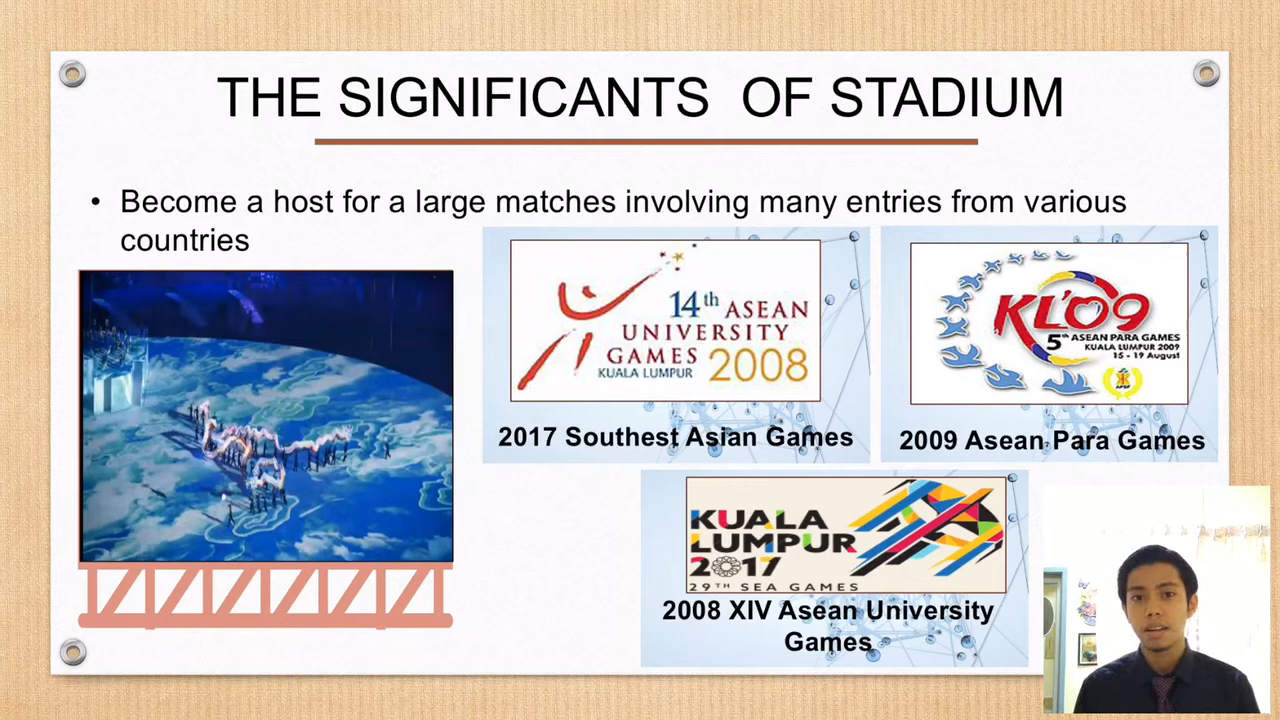 THE SIGNIFICANTS OF STADIUM
• Become a host for a large matches involving many entries from various
countries
14th ASEAN
UNIVERSITY
GAMES 2008
KUALA LUMPUR
2017 Southest Asian Games
KL'09
5th ASEAN PARA GAMES
KUALA LUMPUR 2009
15 - 19 August
APSF
2009 Asean Para Games
KUALA
LUMPUR
2017
29TH SEA GAMES
2008 XIV Asean University
Games